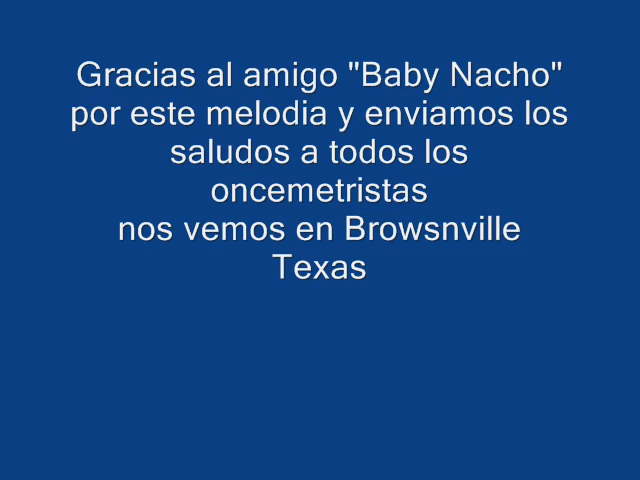 Gracias al amigo "Baby Nacho"
por este melodia y enviamos los
saludos a todos los
oncemetristas
nos vemos en Browsnville
Texas